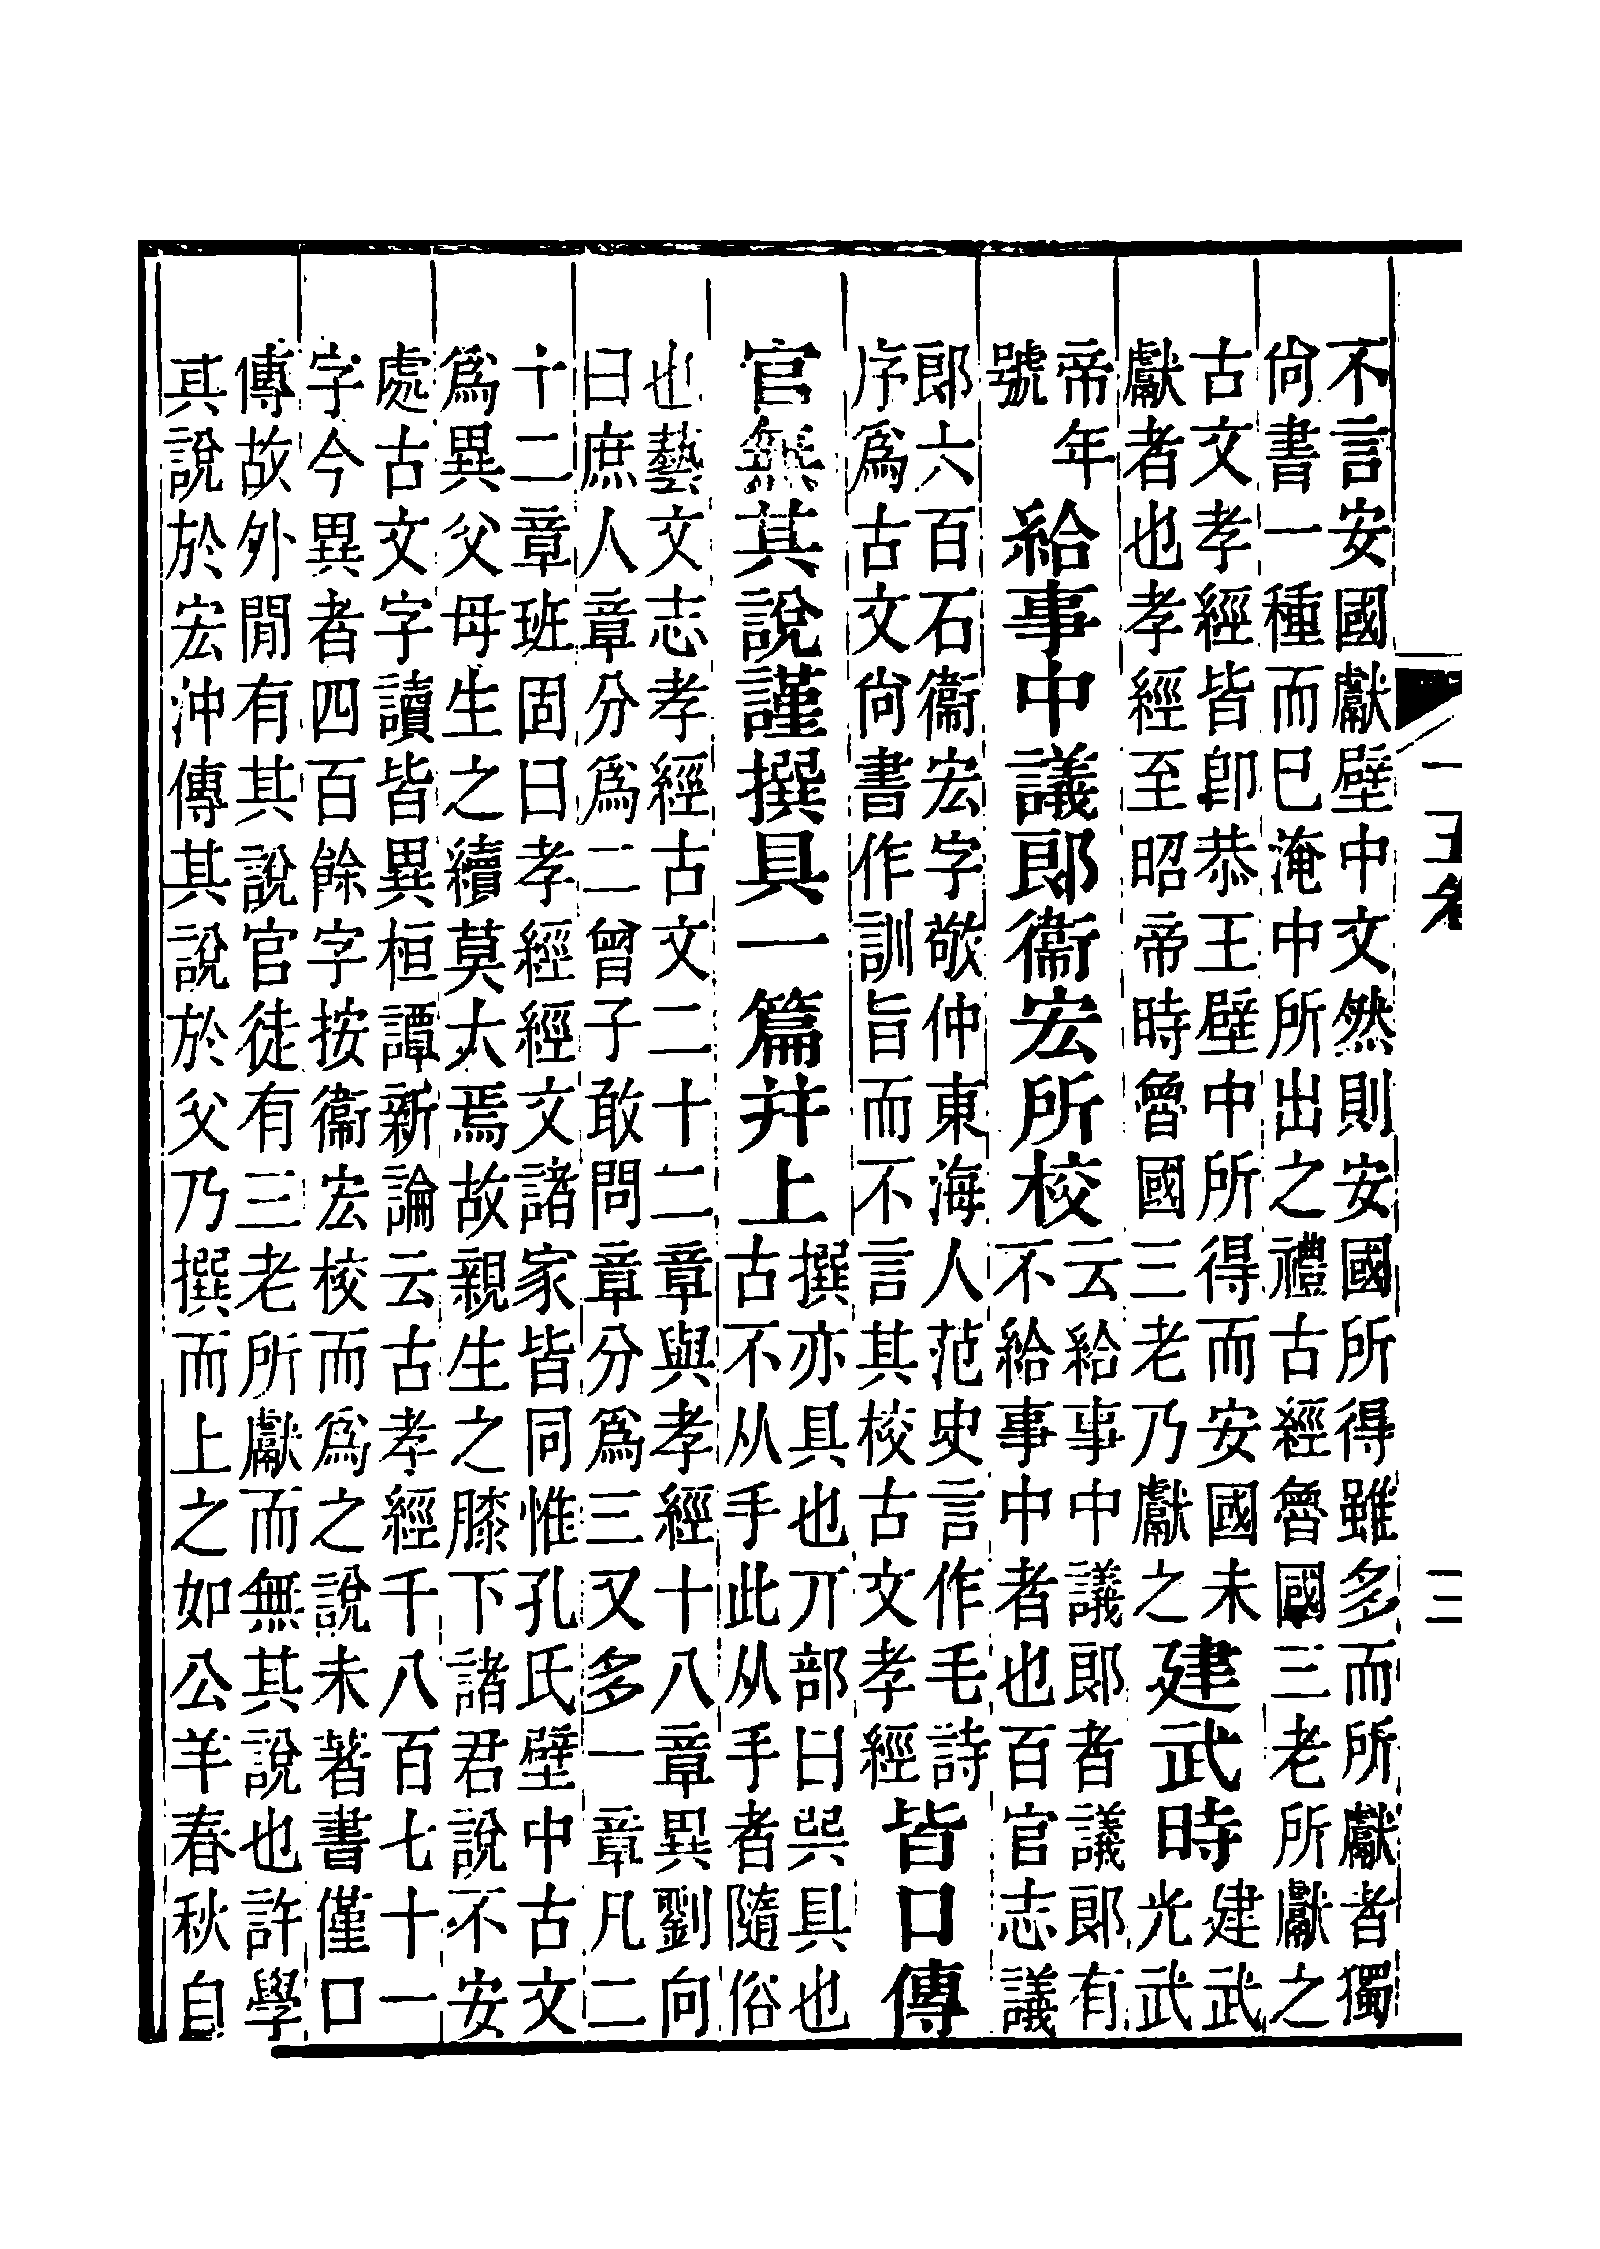 不言安國獻壁中文然則安國所得雖多而所獻者獨
尙書一種而已淹中所出之禮古經魯國三老所獻之
古文孝經皆卽恭王壁中所得而安國未
獻者也孝經至昭帝時魯國三老乃獻之
建武時
建武
光武
帝年
號
給事中議郎衞宏所校
云給事中議郎者議郎有
不給事中者也百官志議
郎六百石衞宏字敬仲東海人范史言作毛詩
序爲古文尙書作訓旨而不言其校古文孝經
皆口傳
官無其說謹撰具一篇并上
撰亦具也丌部曰巺具也
古不从手此从手者隨俗
也藝文志孝經古文二十二章與孝經十八章異劉向
曰庶人章分爲二曾子敢問章分爲三又多一章凡二
十二章班固曰孝經經文諸家皆同惟孔氏壁中古文
爲異父母生之續莫大焉故親生之膝下諸君說不安
處古文字讀皆異桓譚新論云古孝經千八百七十一
字今異者四百餘字按衞宏校而爲之說未著書僅口
傳故外閒有其說官徒有三老所獻而無其說也許學
其說於宏沖傳其說於父乃撰而上之如公羊春秋自